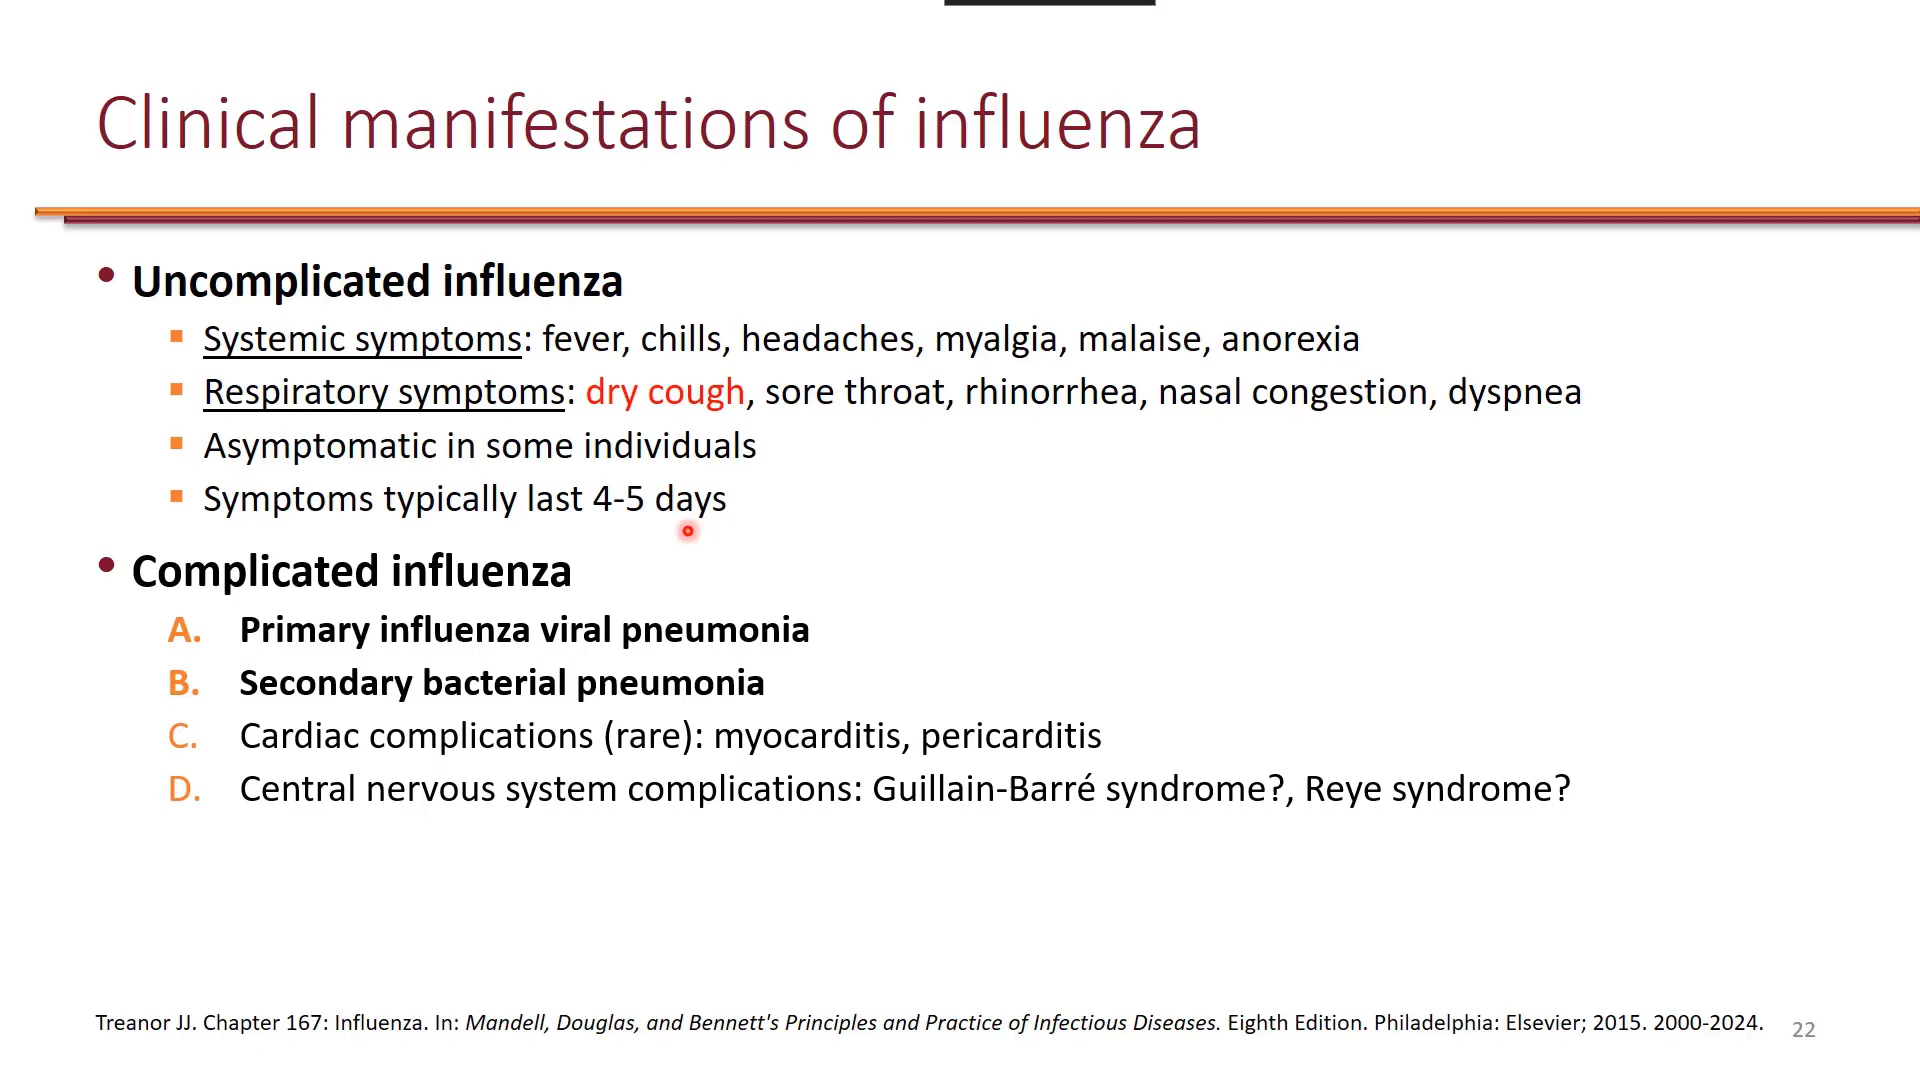 Clinical manifestations of influenza
• Uncomplicated influenza
▪ Systemic symptoms: fever, chills, headaches, myalgia, malaise, anorexia
▪ Respiratory symptoms: dry cough, sore throat, rhinorrhea, nasal congestion, dyspnea
▪ Asymptomatic in some individuals
▪ Symptoms typically last 4-5 days
• Complicated influenza
A. Primary influenza viral pneumonia
B. Secondary bacterial pneumonia
C. Cardiac complications (rare): myocarditis, pericarditis
D. Central nervous system complications: Guillain-Barré syndrome?, Reye syndrome?
Treanor JJ. Chapter 167: Influenza. In: Mandell, Douglas, and Bennett's Principles and Practice of Infectious Diseases. Eighth Edition. Philadelphia: Elsevier; 2015. 2000-2024.
22